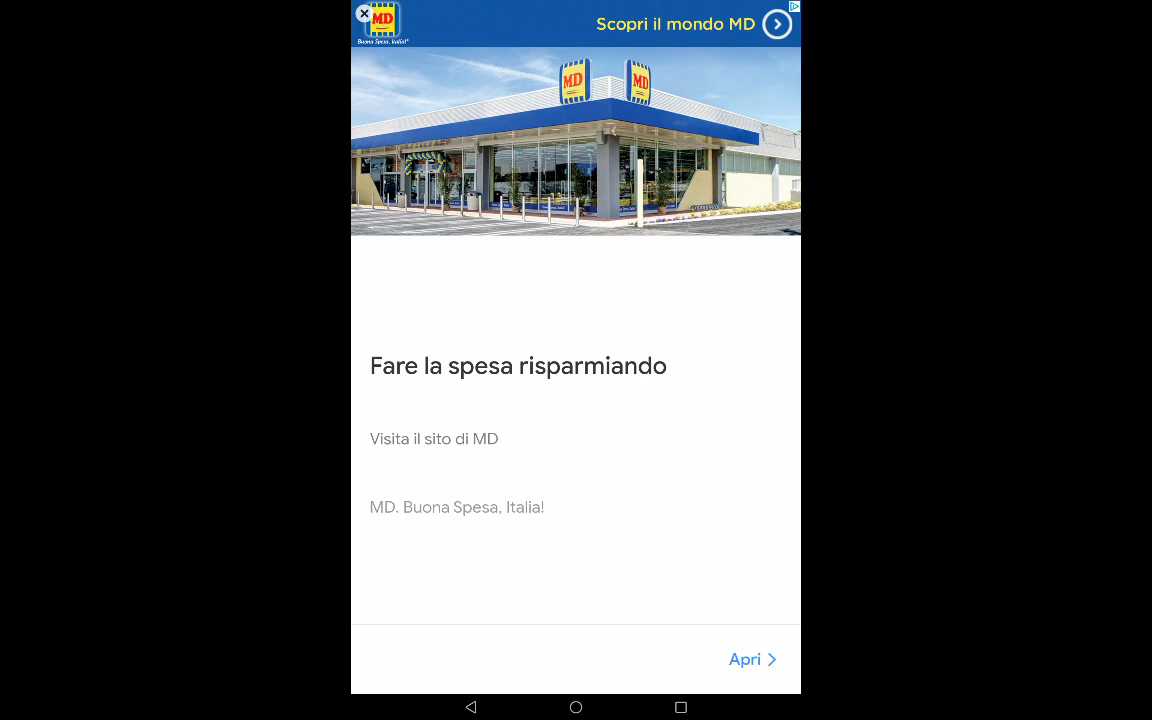 MD
Buona Spesa, Italia!
Scopri il mondo MD
MD
MD
Fare la spesa risparmiando
Visita il sito di MD
MD. Buona Spesa, Italia!
Apri